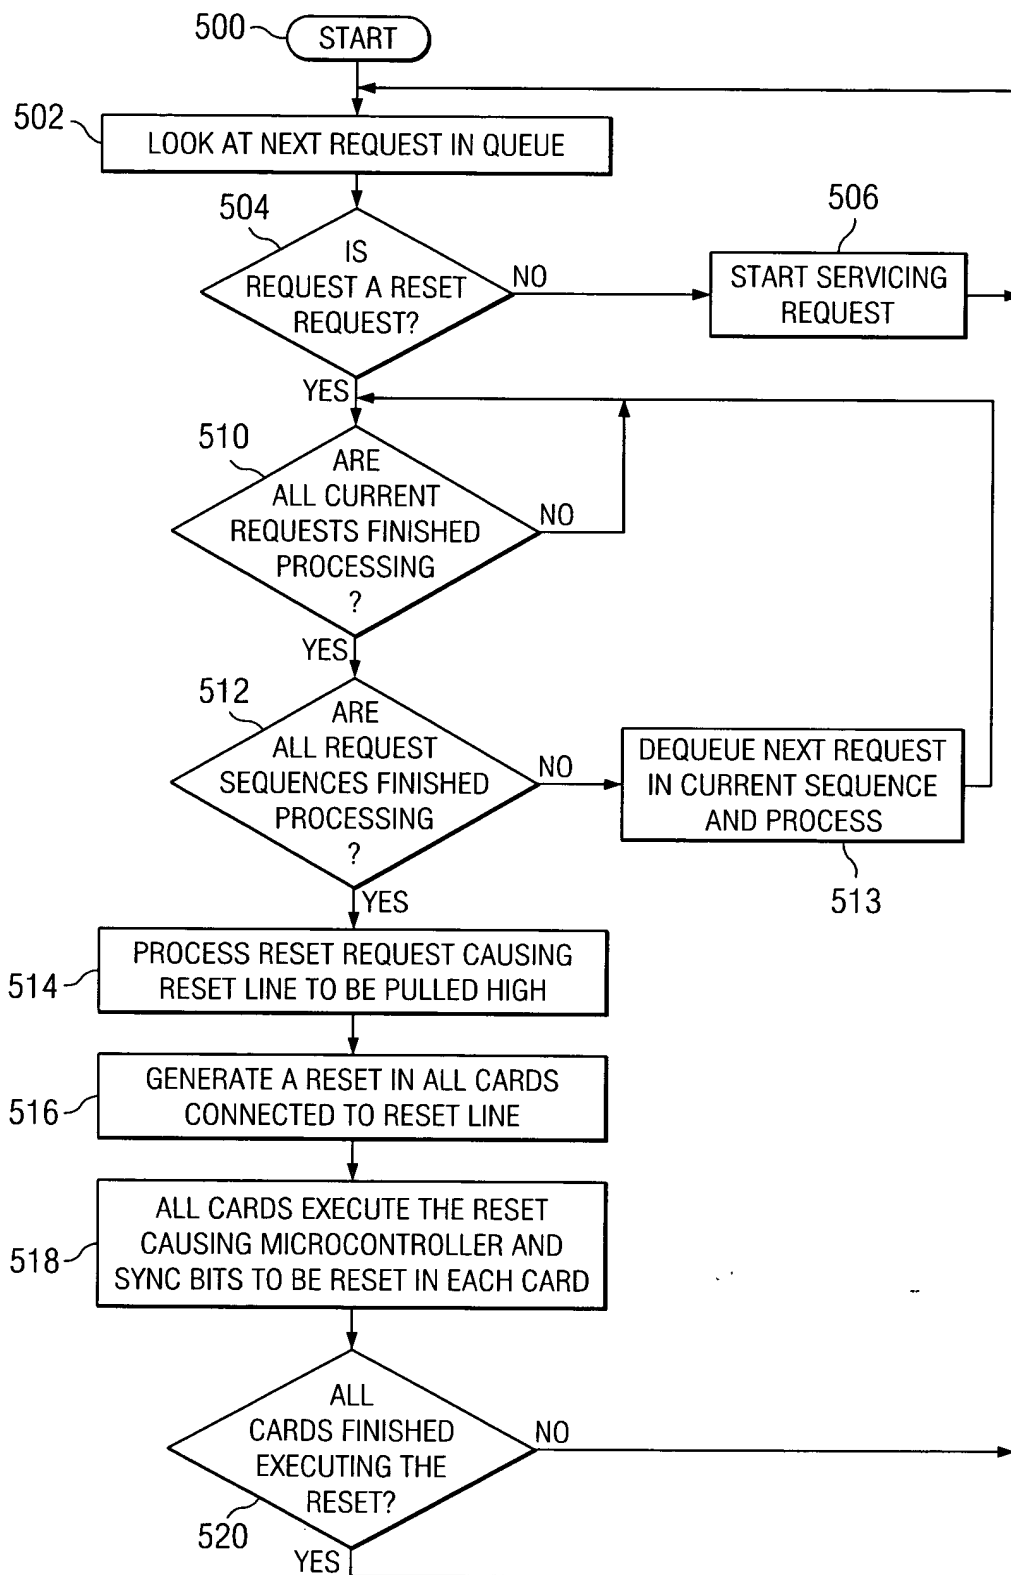 500
START
502
LOOK AT NEXT REQUEST IN QUEUE
504
IS
REQUEST A RESET
REQUEST?
NO
506
START SERVICING
REQUEST
YES
510
ARE
ALL CURRENT
REQUESTS FINISHED
PROCESSING
?
NO
YES
512
ARE
ALL REQUEST
SEQUENCES FINISHED
PROCESSING
?
NO
DEQUEUE NEXT REQUEST
IN CURRENT SEQUENCE
AND PROCESS
513
YES
514
PROCESS RESET REQUEST CAUSING
RESET LINE TO BE PULLED HIGH
516
GENERATE A RESET IN ALL CARDS
CONNECTED TO RESET LINE
518
ALL CARDS EXECUTE THE RESET
CAUSING MICROCONTROLLER AND
SYNC BITS TO BE RESET IN EACH CARD
ALL
CARDS FINISHED
EXECUTING THE
RESET?
NO
520
YES